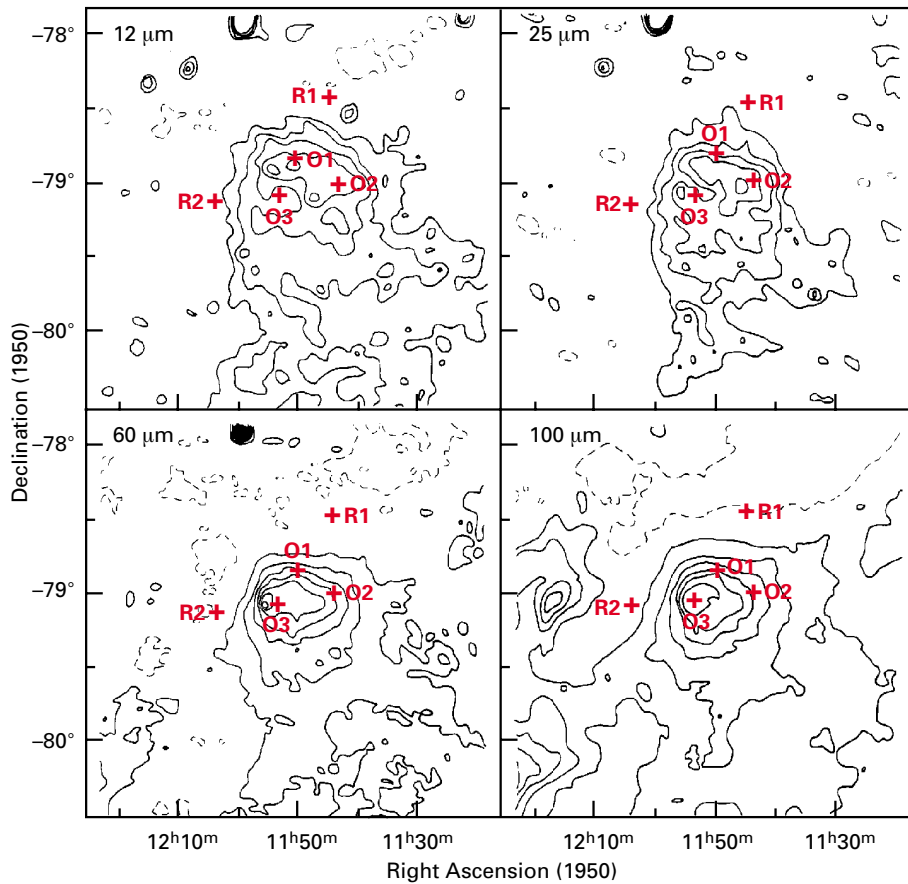 12 μm
25 μm
−78°
−79°
−80°
R1
O1
O2
R2
O3
R1
O1
O2
R2
O3
60 μm
100 μm
−78°
−79°
−80°
R1
O1
O2
R2
O3
R1
O1
O2
R2
O3
12h10m
11h50m
11h30m
12h10m
11h50m
11h30m
Declination (1950)
Right Ascension (1950)